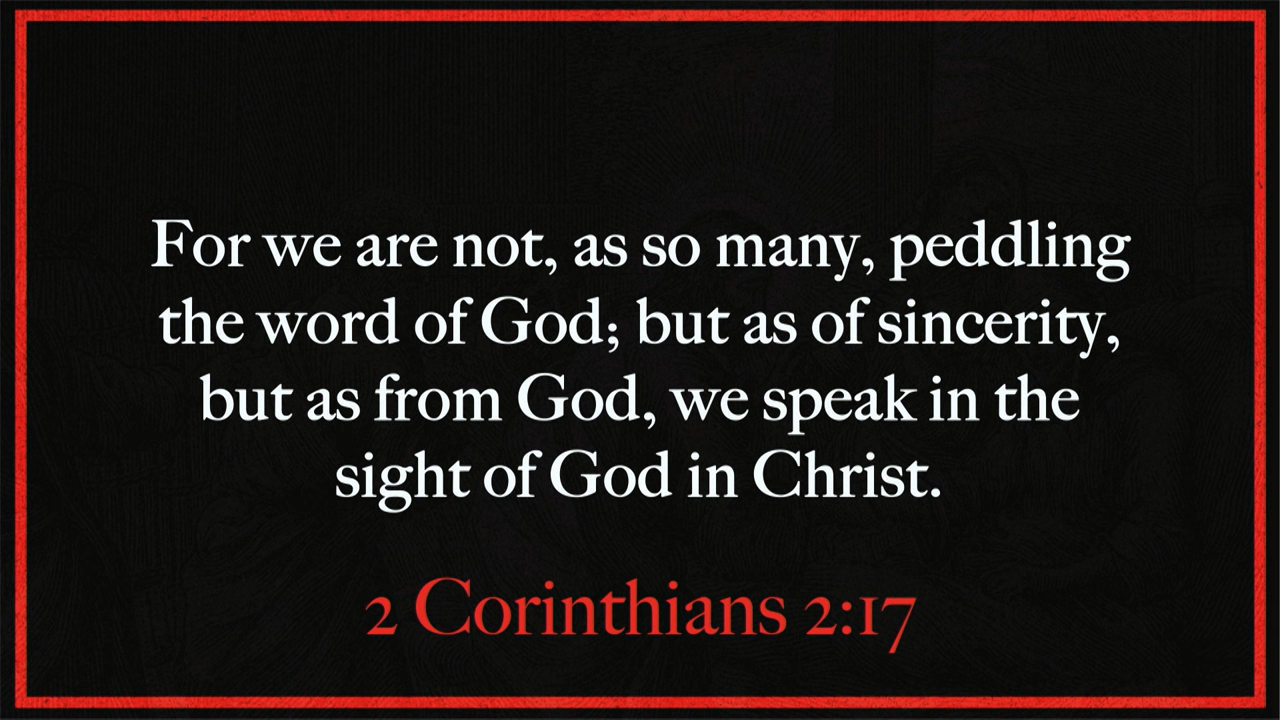 For we are not, as so many, peddling
the word of God; but as of sincerity,
but as from God, we speak in the
sight of God in Christ.
2 Corinthians 2:17